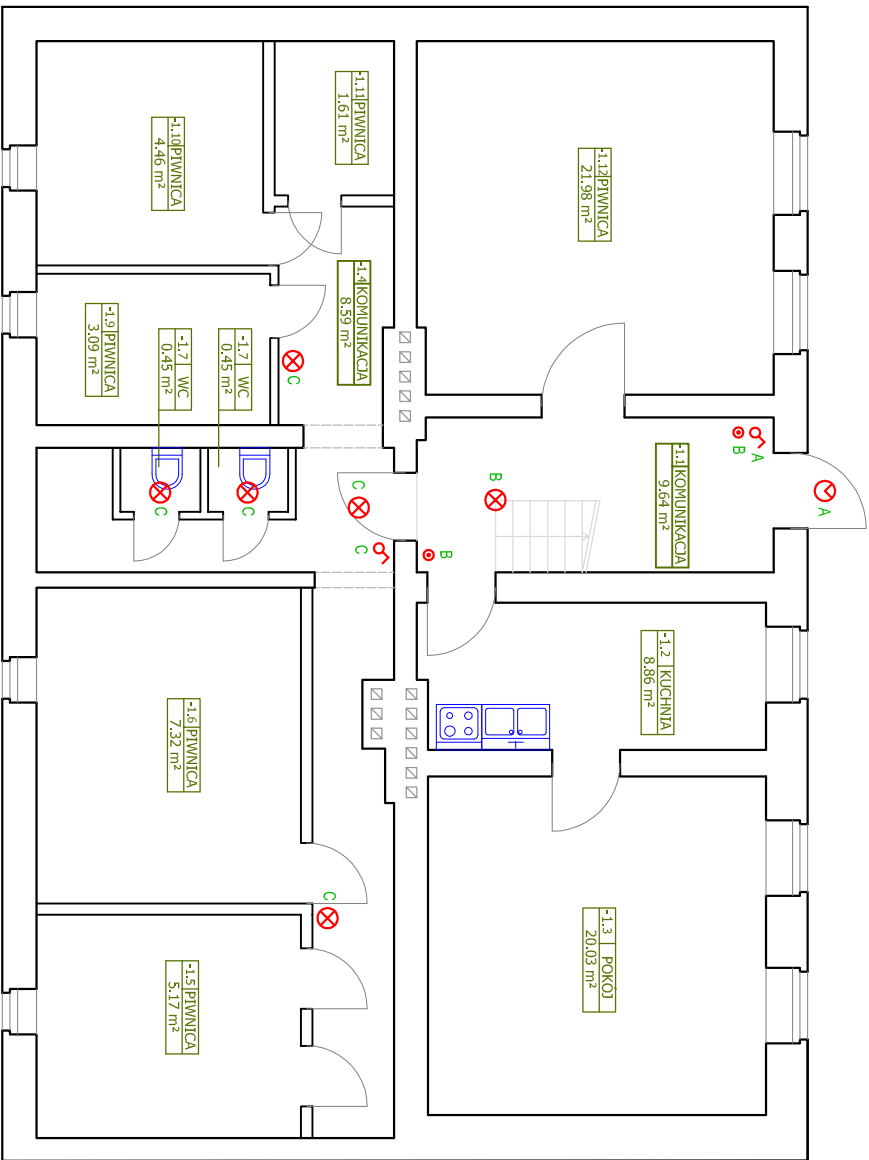 -1.11 PIWNICA
1.61 m²
-1.10 PIWNICA
4.46 m²
-1.12 PIWNICA
21.98 m²
-1.4 KOMUNIKACJA
8.59 m²
-1.9 PIWNICA
3.09 m²
-1.7 WC
0.45 m²
-1.7 WC
0.45 m²
C
B
A
-1.1 KOMUNIKACJA
9.64 m²
B
C
A
C
C
C
B
-1.2 KUCHNIA
8.86 m²
-1.6 PIWNICA
7.32 m²
C
-1.3 POKÓJ
20.03 m²
-1.5 PIWNICA
5.17 m²